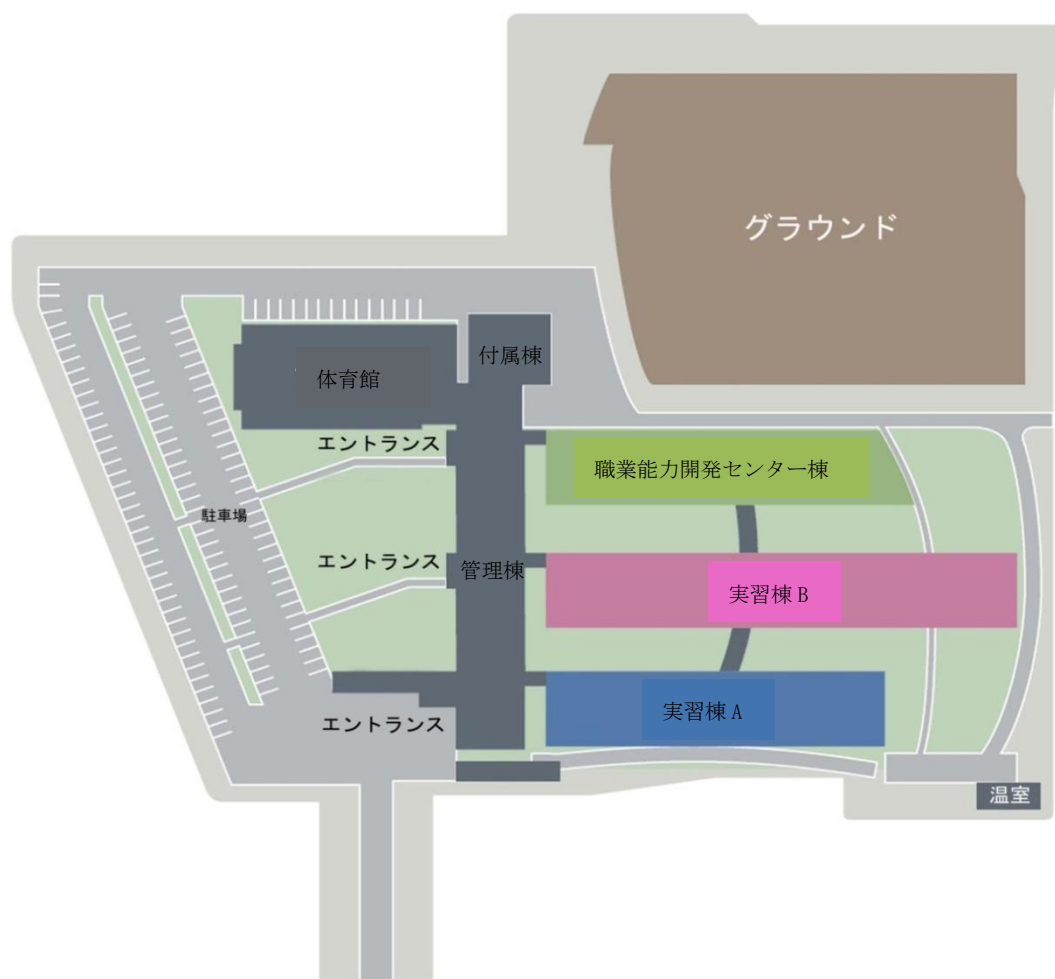 グラウンド
付属棟
体育館
エントランス
職業能力開発センター棟
駐車場
エントランス
管理棟
実習棟 B
実習棟 A
エントランス
温室